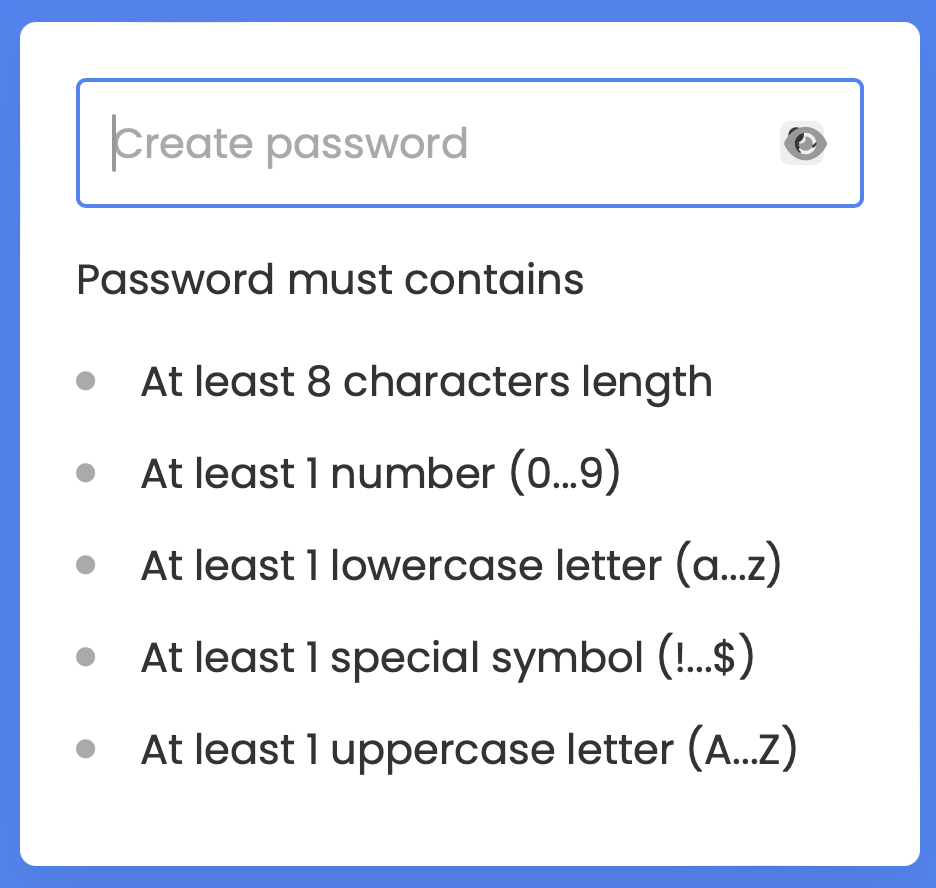 Create password
Password must contains
At least 8 characters length
At least 1 number (0...9)
At least 1 lowercase letter (a...z)
At least 1 special symbol (!...$)
At least 1 uppercase letter (A...Z)